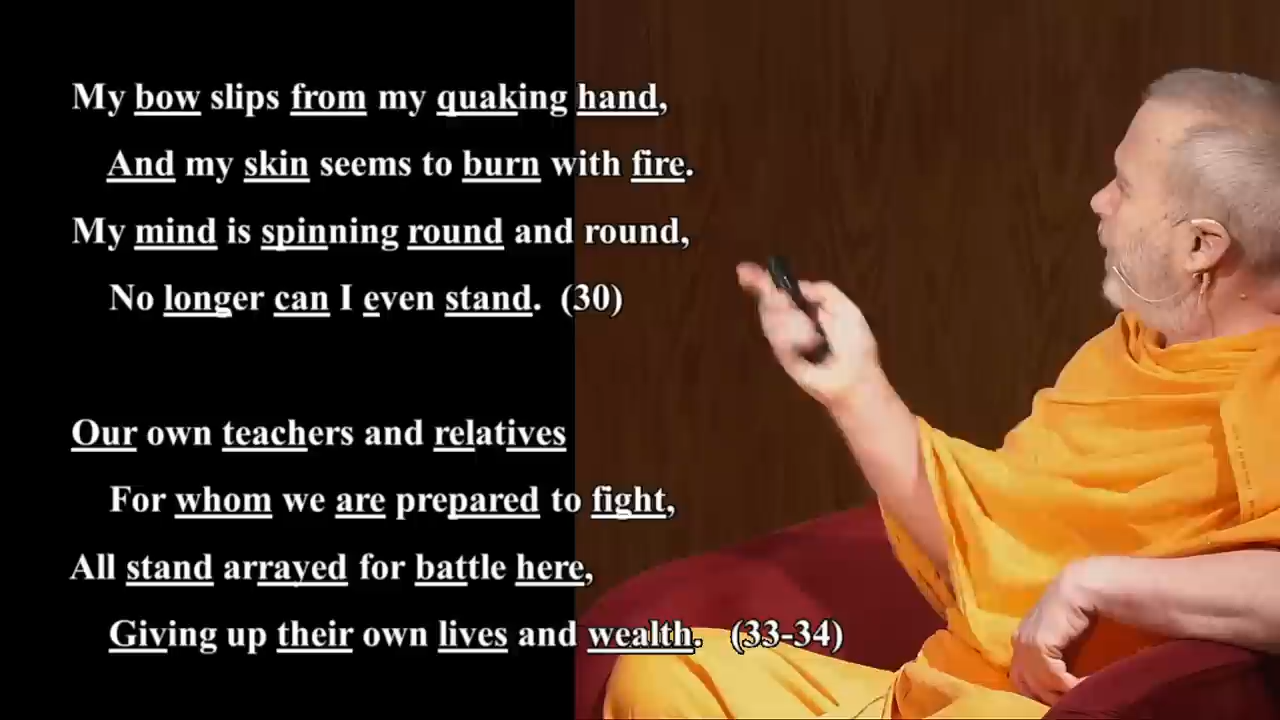 My bow slips from my quaking hand,
And my skin seems to burn with fire.
My mind is spinning round and round,
No longer can I even stand. (30)
Our own teachers and relatives
For whom we are prepared to fight,
All stand arrayed for battle here,
Giving up their own lives and wealth. (33-34)